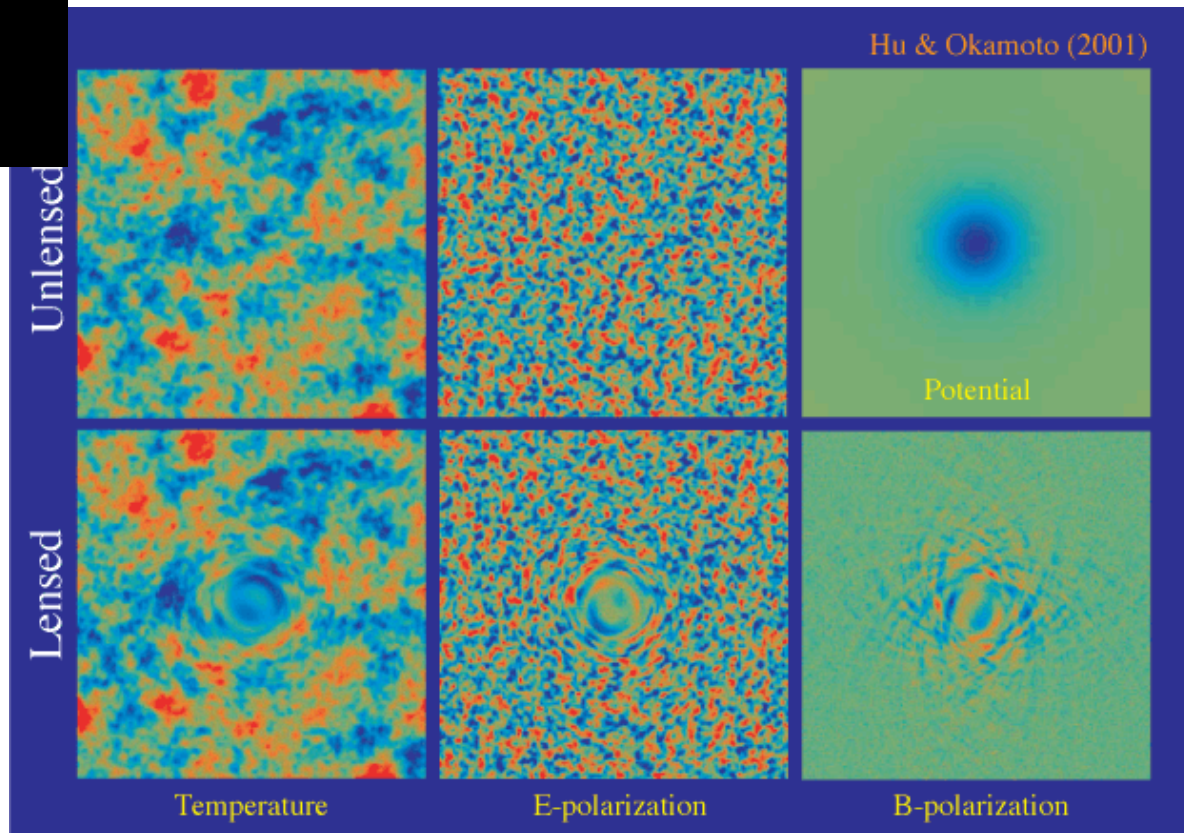 Hu & Okamoto (2001)
Unlensed
Potential
Lensed
Temperature
E-polarization
B-polarization